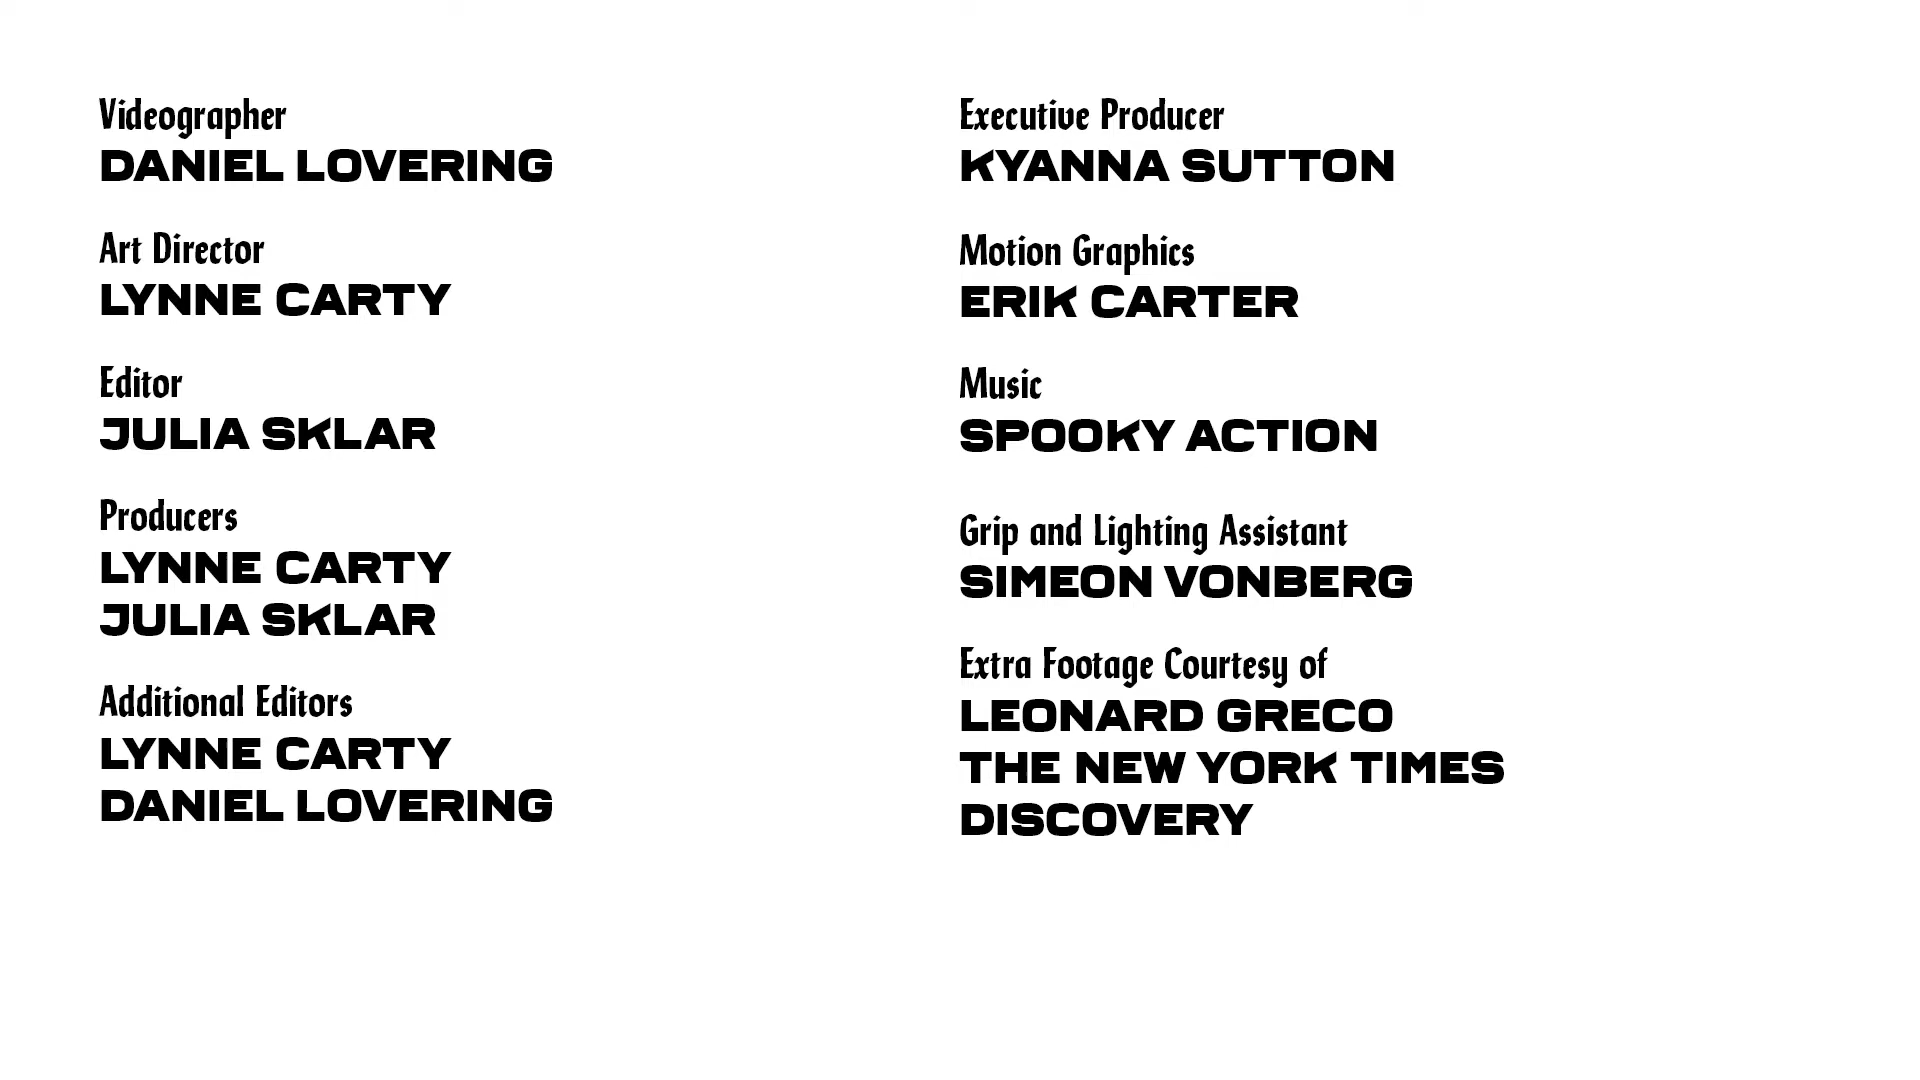 Videographer
DANIEL LOVERING
Art Director
LYNNE CARTY
Editor
JULIA SKLAR
Producers
LYNNE CARTY
JULIA SKLAR
Additional Editors
LYNNE CARTY
DANIEL LOVERING
Executive Producer
KYANNA SUTTON
Motion Graphics
ERIK CARTER
Music
SPOOKY ACTION
Grip and Lighting Assistant
SIMEON VONBERG
Extra Footage Courtesy of
LEONARD GRECO
THE NEW YORK TIMES
DISCOVERY